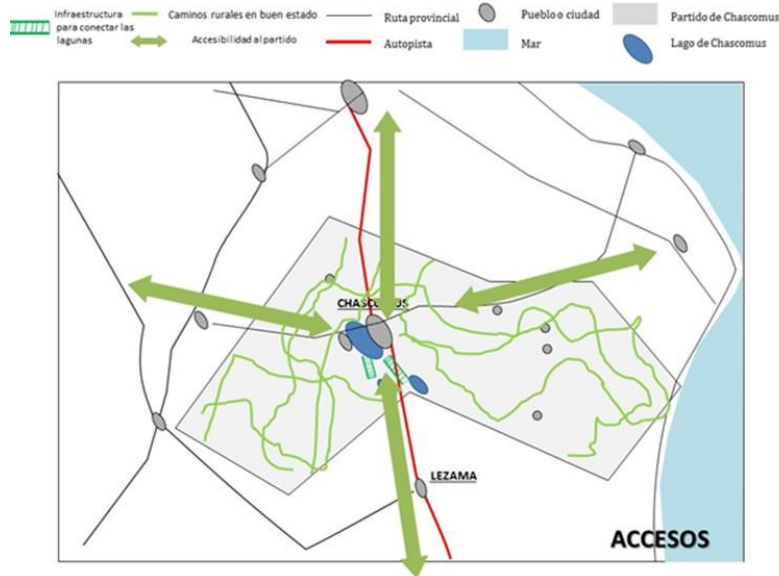 Infraestructura
para conectar las
lagunas
Caminos rurales en buen estado
Accesibilidad al partido
Ruta provincial
Autopista
Pueblo o ciudad
Mar
Partido de Chascomus
Lago de Chascomus
CHASCOMUS
LEZAMA
ACCESOS